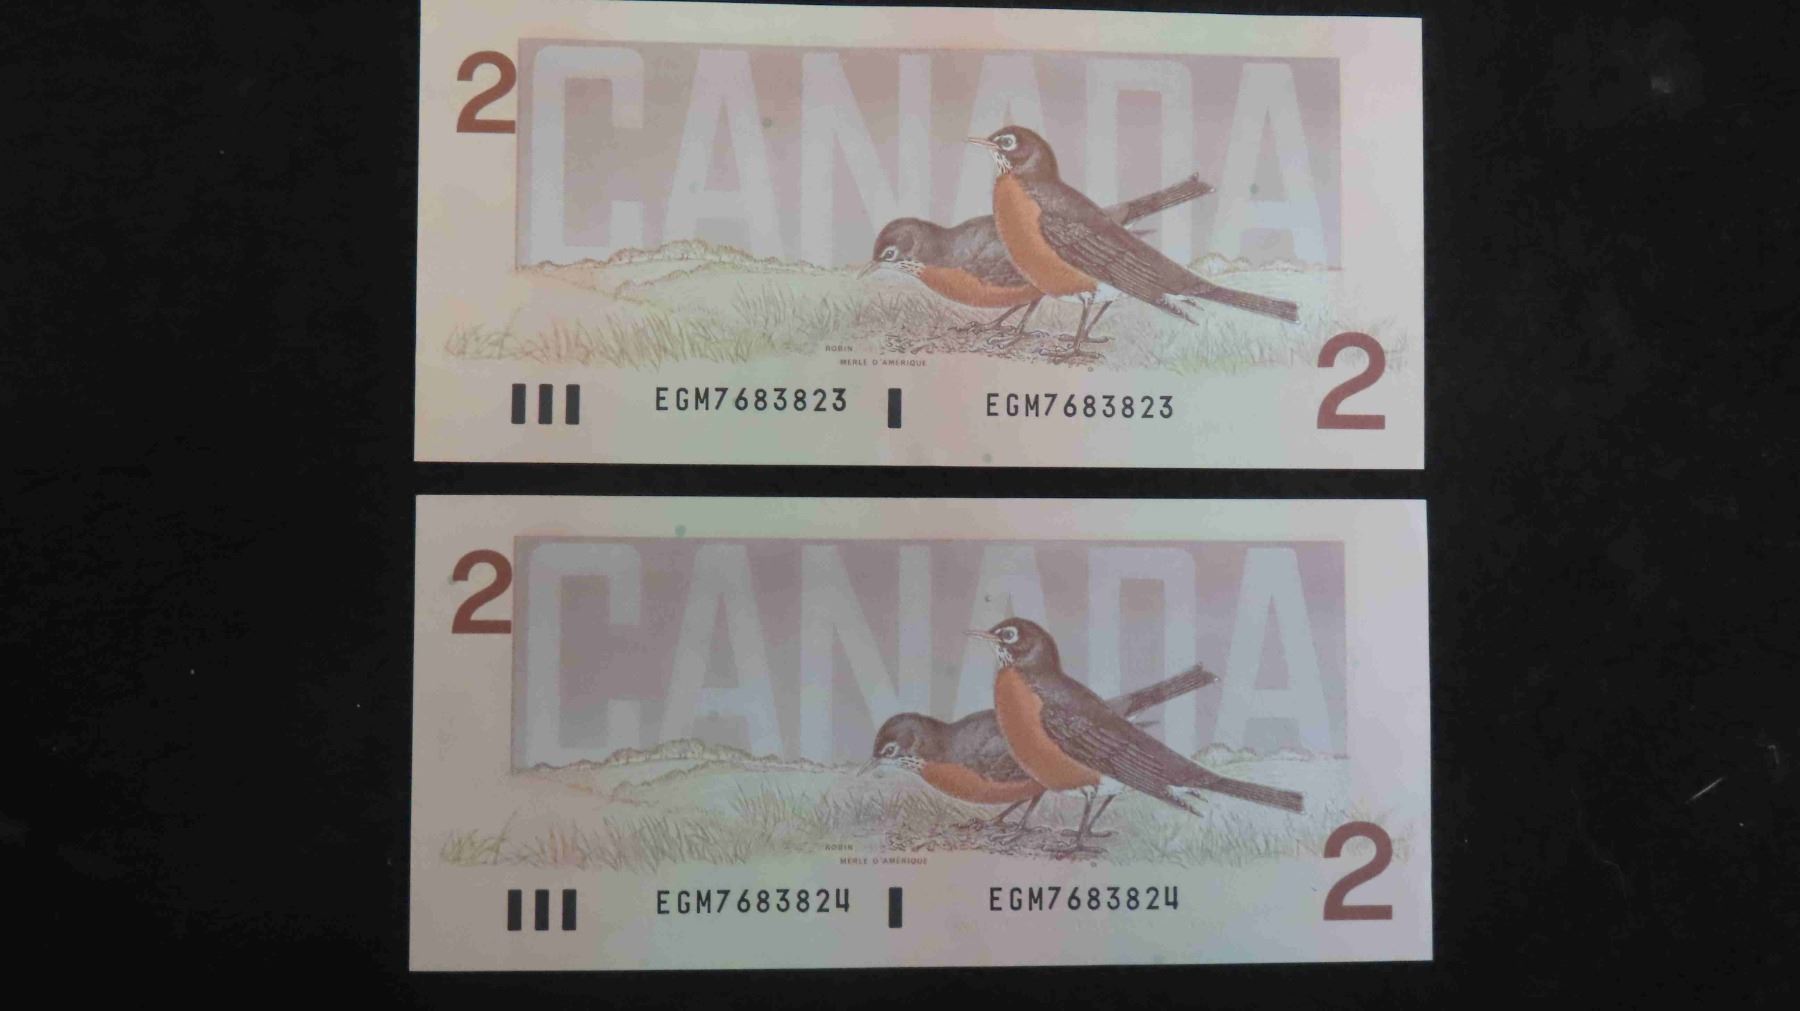 2
CANADA
ROBIN
MERLE D'AMÉRIQUE
EGM7683823 EGM7683823
2
2
CANADA
ROBIN
MERLE D'AMÉRIQUE
EGM7683824 EGM7683824
2